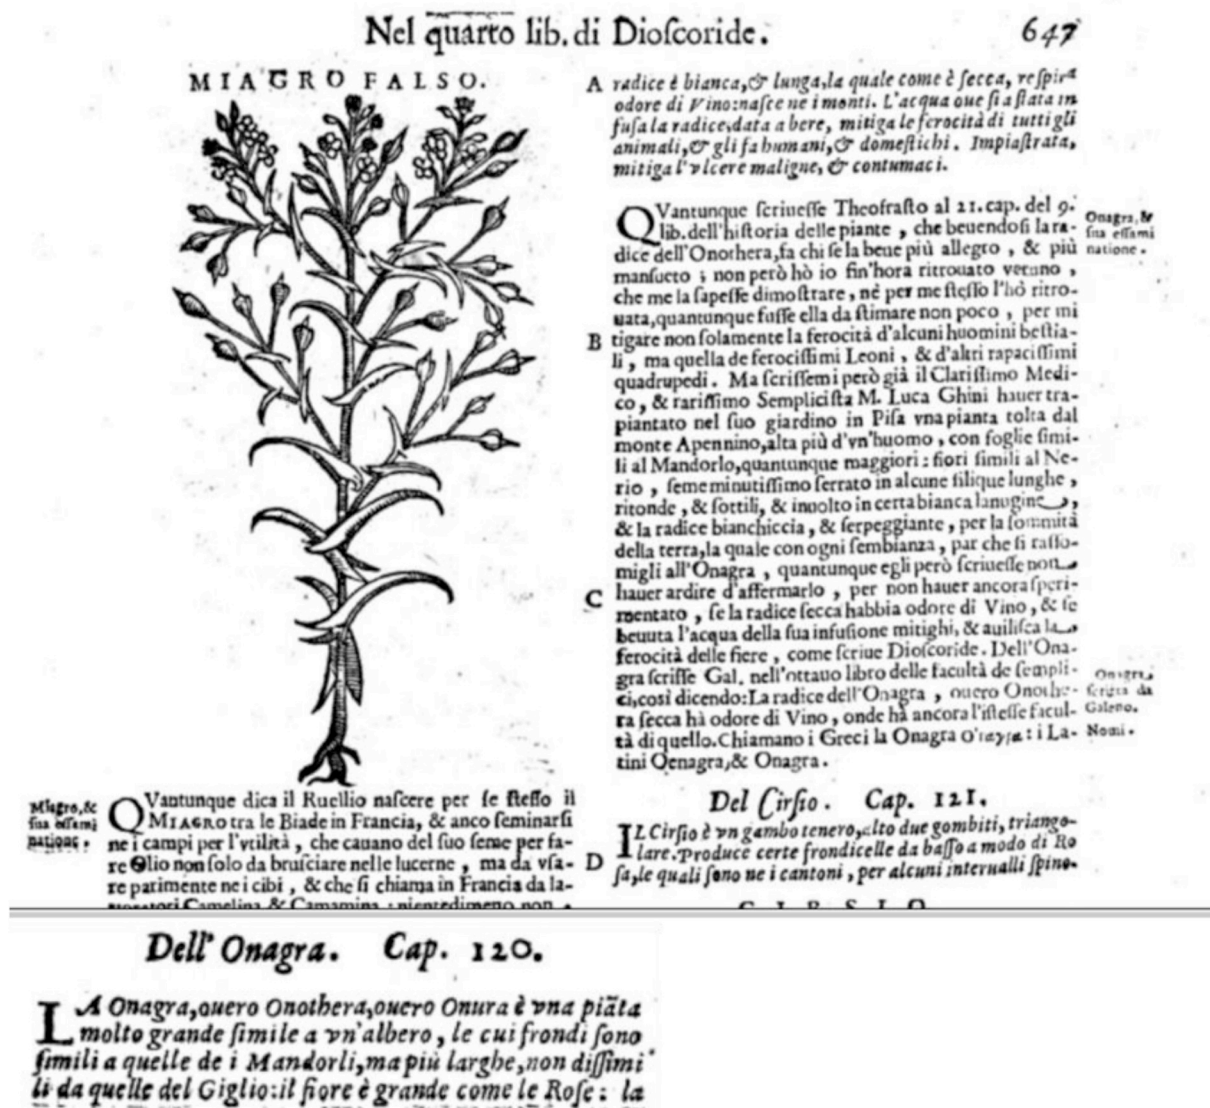 Nel quarto lib. di Dioſcoride.
647
MIAGRO FALSO.
Miagro, &
ſua eſſami
natione.
QVantunque dica il Ruellio naſcere per ſe ſteſſo il
MIAGRO tra le Biade in Francia, & anco ſeminarſi
ne i campi per l'vtilità, che cauano del ſuo ſeme per fa-
re Olio non ſolo da bruſciare nelle lucerne, ma da vſa-
re parimente ne i cibi, & che ſi chiama in Francia da la-
uoratori Camelina, & Camamina: nientedimeno non
A
radice è bianca, & lunga, la quale come è ſecca, reſpira
odore di Vino: naſce ne i monti. L'acqua oue ſi a ſtata in
fuſa la radice, data a bere, mitiga le ferocità di tutti gli
animali, & gli fa humani, & domeſtichi. Impiaſtrata,
mitiga l'vlcere maligne, & contumaci.
QVantunque ſcriueſſe Theofraſto al 21. cap. del 9.
lib. dell'hiſtoria delle piante, che beuendoſi la ra-
dice dell'Onothera, fa chi ſe la beue più allegro, & più
manſueto; non però hò io fin'hora ritrouato veruno,
che me la ſapeſſe dimoſtrare, nè per me ſteſſo l'hò ritro-
uata, quantunque fuſſe ella da ſtimare non poco, per mi
B
tigare non ſolamente la ferocità d'alcuni huomini beſtia-
li, ma quella de ferociſſimi Leoni, & d'altri rapaciſſimi
quadrupedi. Ma ſcriſſemi però già il Clariſſimo Medi-
co, & rariſſimo Sempliciſta M. Luca Ghini hauer tra-
piantato nel ſuo giardino in Piſa vna pianta tolta dal
monte Apennino, alta più d'vn'huomo, con foglie ſimi-
li al Mandorlo, quantunque maggiori: fiori ſimili al Ne-
rio, ſeme minutiſſimo ſerrato in alcune ſilique lunghe,
ritonde, & ſottili, & inuolto in certa bianca lanugine,
& la radice bianchiccia, & ſerpeggiante, per la ſommità
della terra, la quale con ogni ſembianza, par che ſi raſſo-
migli all'Onagra, quantunque egli però ſcriueſſe non
C
hauer ardire d'affermarlo, per non hauer ancora ſperi-
mentato, ſe la radice ſecca habbia odore di Vino, & ſe
beuuta l'acqua della ſua infuſione mitighi, & auiliſca la
ferocità delle fiere, come ſcriue Dioſcoride. Dell'Ona-
gra ſcriſſe Gal. nell'ottauo libro delle facultà de ſempli-
ci, così dicendo: La radice dell'Onagra, ouero Onothe-
ra ſecca hà odore di Vino, onde hà ancora l'iſteſſe facul-
tà di quello. Chiamano i Greci la Onagra i La-
tini Oenagra, & Onagra.
Onagra, &
ſua eſſami
natione.
Onagra,
ſcritta da
Galeno.
Nomi.
Del Cirſio. Cap. 121.
IL Cirſio è vn gambo tenero, alto due gombiti, triango-
lare. Produce certe frondicelle da baſſo a modo di Ro
D
ſa, le quali ſono ne i cantoni, per alcuni interualli ſpino-
CIRSIO
Dell' Onagra. Cap. 120.
LA Onagra, ouero Onothera, ouero Onura è vna piãta
molto grande ſimile a vn'albero, le cui frondi ſono
ſimili a quelle de i Mandorli, ma più larghe, non diſſimi
li da quelle del Giglio: il fiore è grande come le Roſe: la